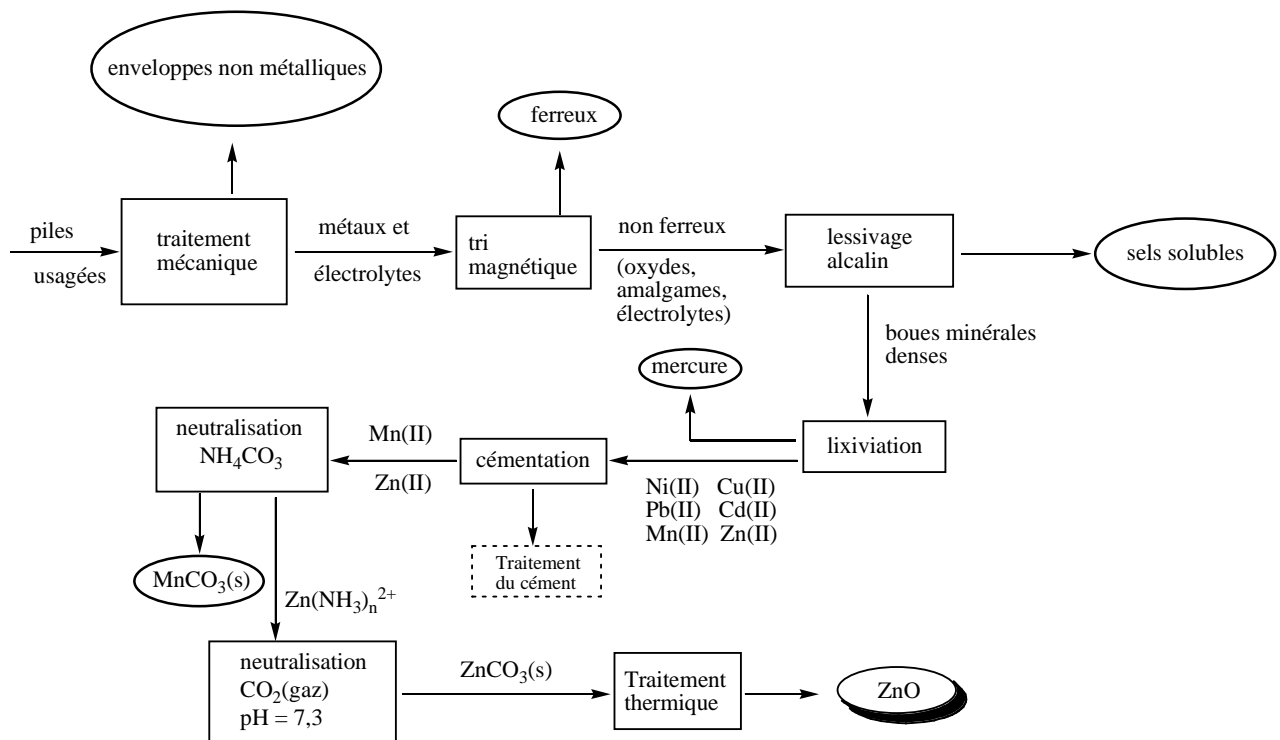 enveloppes non métalliques
ferreux
piles
usagées
traitement
mécanique
métaux et
électrolytes
tri
magnétique
non ferreux
(oxydes,
amalgames,
électrolytes)
lessivage
alcalin
sels solubles
boues minérales
denses
mercure
lixiviation
Ni(II) Cu(II)
Pb(II) Cd(II)
Mn(II) Zn(II)
cémentation
Traitement
du cément
Mn(II)
Zn(II)
neutralisation
NH₄CO₃
MnCO₃(s)
Zn(NH₃)ₙ²⁺
neutralisation
CO₂(gaz)
pH = 7,3
ZnCO₃(s)
Traitement
thermique
ZnO